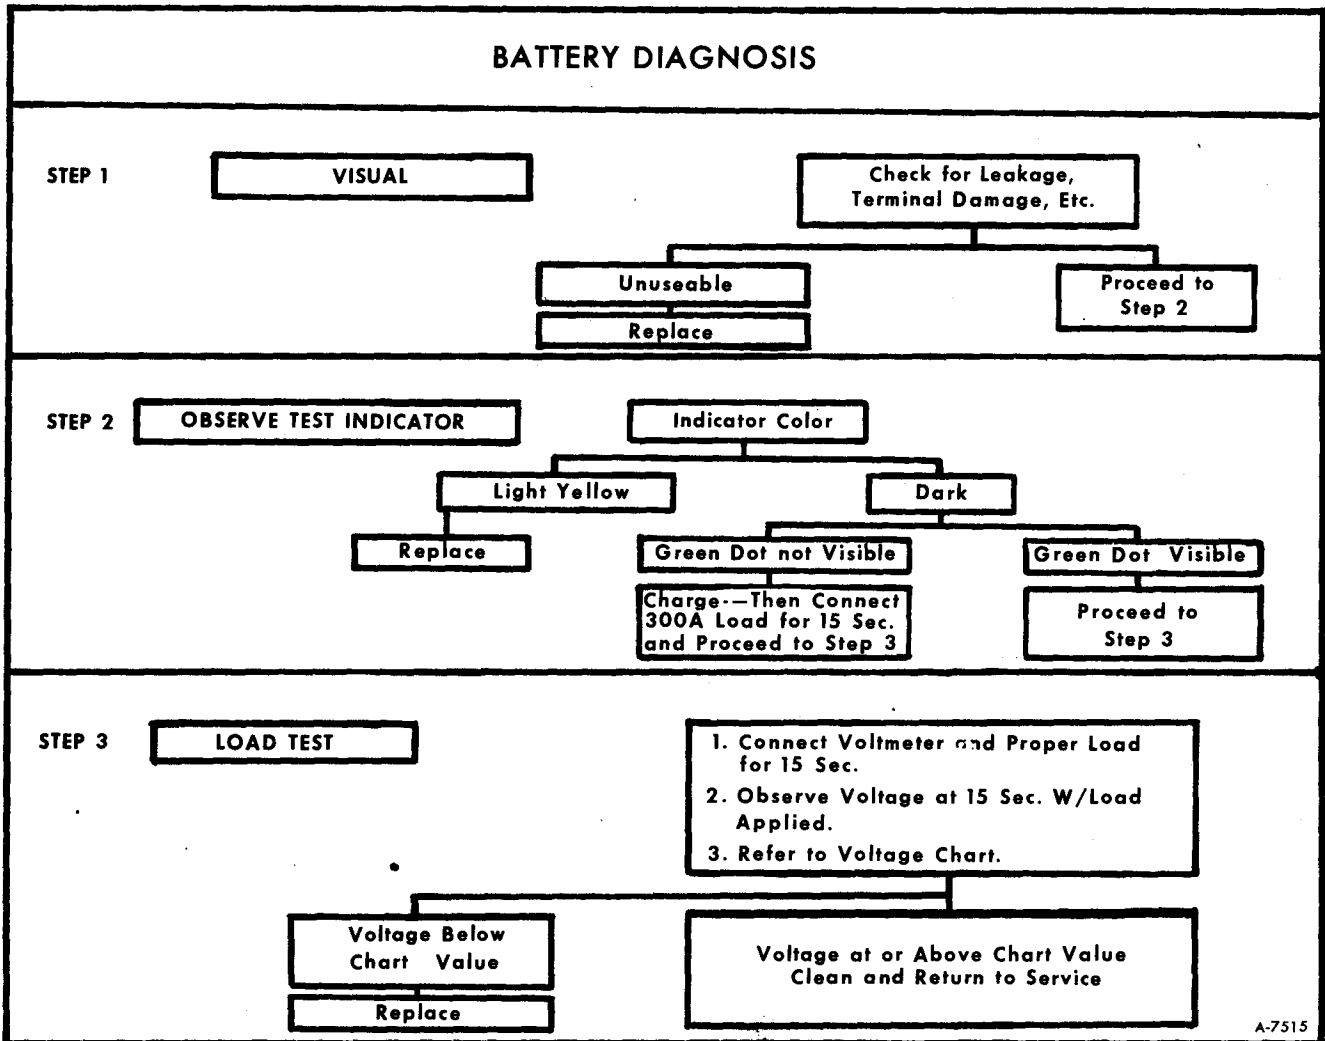 BATTERY DIAGNOSIS
STEP 1
VISUAL
Check for Leakage,
Terminal Damage, Etc.
Unuseable
Replace
Proceed to
Step 2
STEP 2
OBSERVE TEST INDICATOR
Indicator Color
Light Yellow
Dark
Replace
Green Dot not Visible
Green Dot Visible
Charge-—Then Connect
300A Load for 15 Sec.
and Proceed to Step 3
Proceed to
Step 3
STEP 3
LOAD TEST
1. Connect Voltmeter and Proper Load
for 15 Sec.
2. Observe Voltage at 15 Sec. W/Load
Applied.
3. Refer to Voltage Chart.
Voltage Below
Chart Value
Replace
Voltage at or Above Chart Value
Clean and Return to Service
A-7515